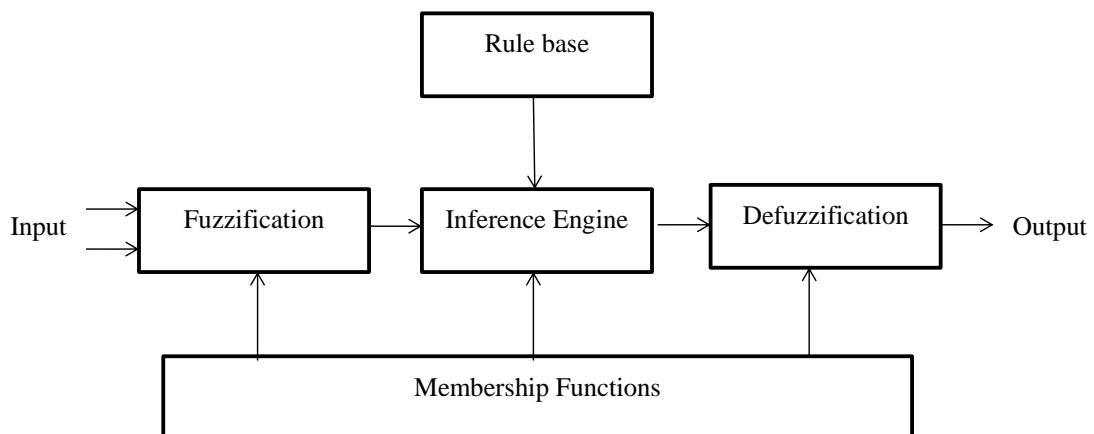 Rule base
Input
Fuzzification
Inference Engine
Defuzzification
Output
Membership Functions